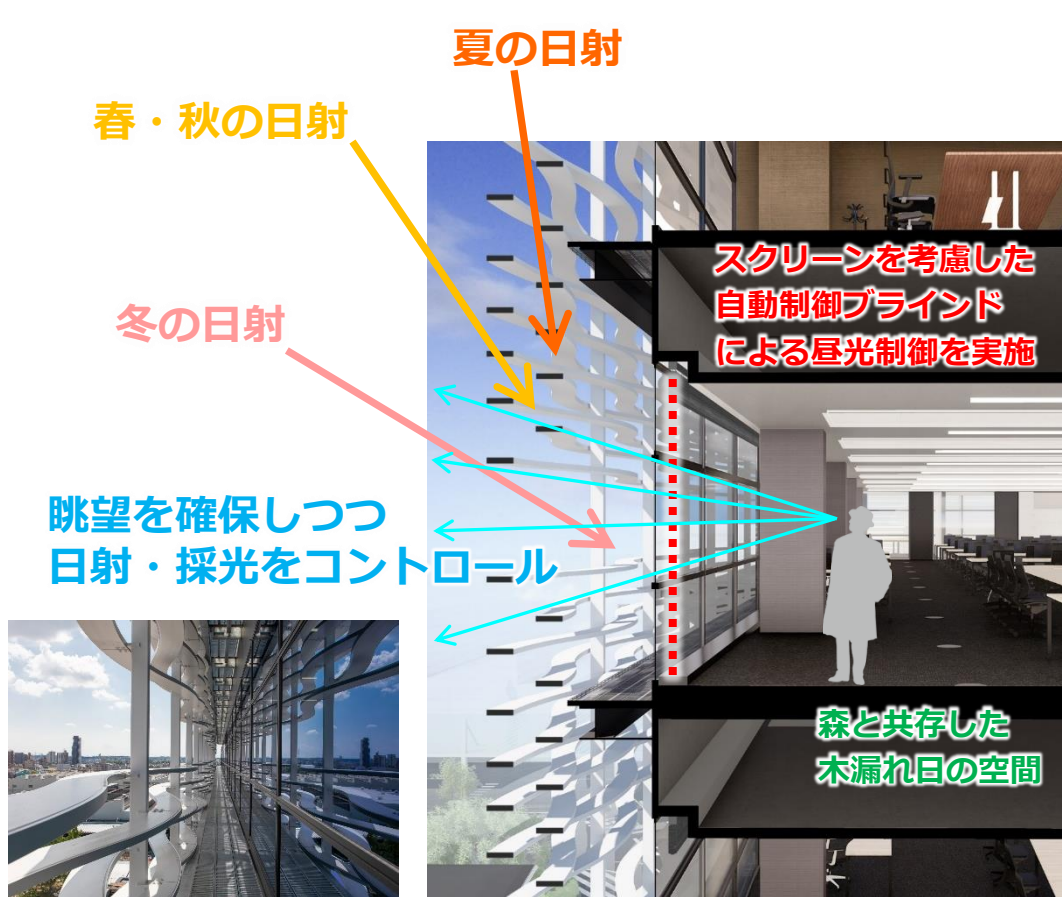 夏の日射
春・秋の日射
スクリーンを考慮した
自動制御ブラインド
による昼光制御を実施
冬の日射
眺望を確保しつつ
日射・採光をコントロール
森と共存した
木漏れ日の空間